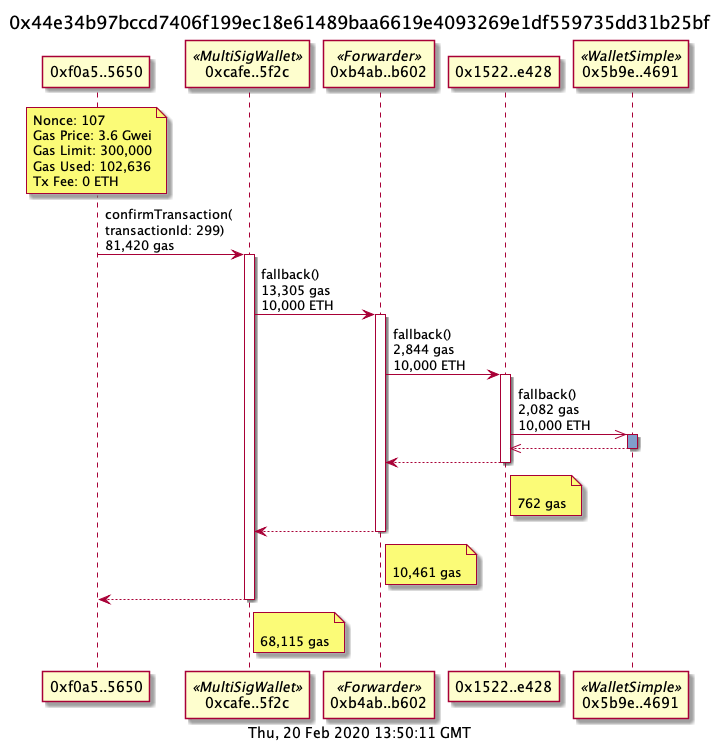 0x44e34b97bccd7406f199ec18e61489baa6619e4093269e1df559735dd31b25bf
0xf0a5..5650
«MultiSigWallet»
0xcafe..5f2c
«Forwarder»
0xb4ab..b602
0x1522..e428
«WalletSimple»
0x5b9e..4691
Nonce: 107
Gas Price: 3.6 Gwei
Gas Limit: 300,000
Gas Used: 102,636
Tx Fee: 0 ETH
confirmTransaction(
transactionId: 299)
81,420 gas
fallback()
13,305 gas
10,000 ETH
fallback()
2,844 gas
10,000 ETH
fallback()
2,082 gas
10,000 ETH
762 gas
10,461 gas
68,115 gas
0xf0a5..5650
«MultiSigWallet»
0xcafe..5f2c
«Forwarder»
0xb4ab..b602
0x1522..e428
«WalletSimple»
0x5b9e..4691
Thu, 20 Feb 2020 13:50:11 GMT